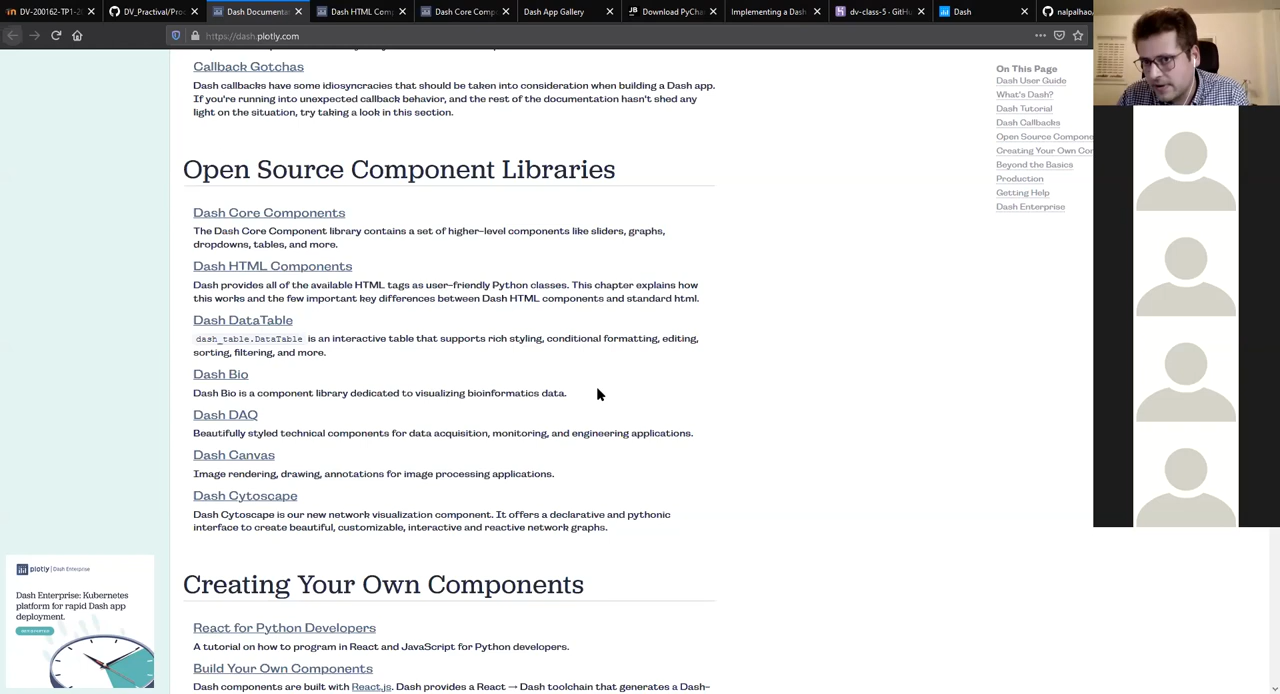 DV-200162-TP1-2
DV_Practival/Pro
Dash Documenta
Dash HTML Com
Dash Core Comp
Dash App Gallery
Download PyCha
Implementing a Dash
dv-class-5 - GitHu
Dash
nalpalhao
https://dash.plotly.com
Callback Gotchas
Dash callbacks have some idiosyncracies that should be taken into consideration when building a Dash app.
If you're running into unexpected callback behavior, and the rest of the documentation hasn't shed any
light on the situation, try taking a look in this section.
Open Source Component Libraries
Dash Core Components
The Dash Core Component library contains a set of higher-level components like sliders, graphs,
dropdowns, tables, and more.
Dash HTML Components
Dash provides all of the available HTML tags as user-friendly Python classes. This chapter explains how
this works and the few important key differences between Dash HTML components and standard html.
Dash DataTable
dash_table.DataTable is an interactive table that supports rich styling, conditional formatting, editing,
sorting, filtering, and more.
Dash Bio
Dash Bio is a component library dedicated to visualizing bioinformatics data.
Dash DAQ
Beautifully styled technical components for data acquisition, monitoring, and engineering applications.
Dash Canvas
Image rendering, drawing, annotations for image processing applications.
Dash Cytoscape
Dash Cytoscape is our new network visualization component. It offers a declarative and pythonic
interface to create beautiful, customizable, interactive and reactive network graphs.
Creating Your Own Components
React for Python Developers
A tutorial on how to program in React and JavaScript for Python developers.
Build Your Own Components
Dash components are built with React.js. Dash provides a React → Dash toolchain that generates a Dash-
On This Page
Dash User Guide
What's Dash?
Dash Tutorial
Dash Callbacks
Open Source Compone
Creating Your Own Con
Beyond the Basics
Production
Getting Help
Dash Enterprise
plotly | Dash Enterprise
Dash Enterprise: Kubernetes
platform for rapid Dash app
deployment.